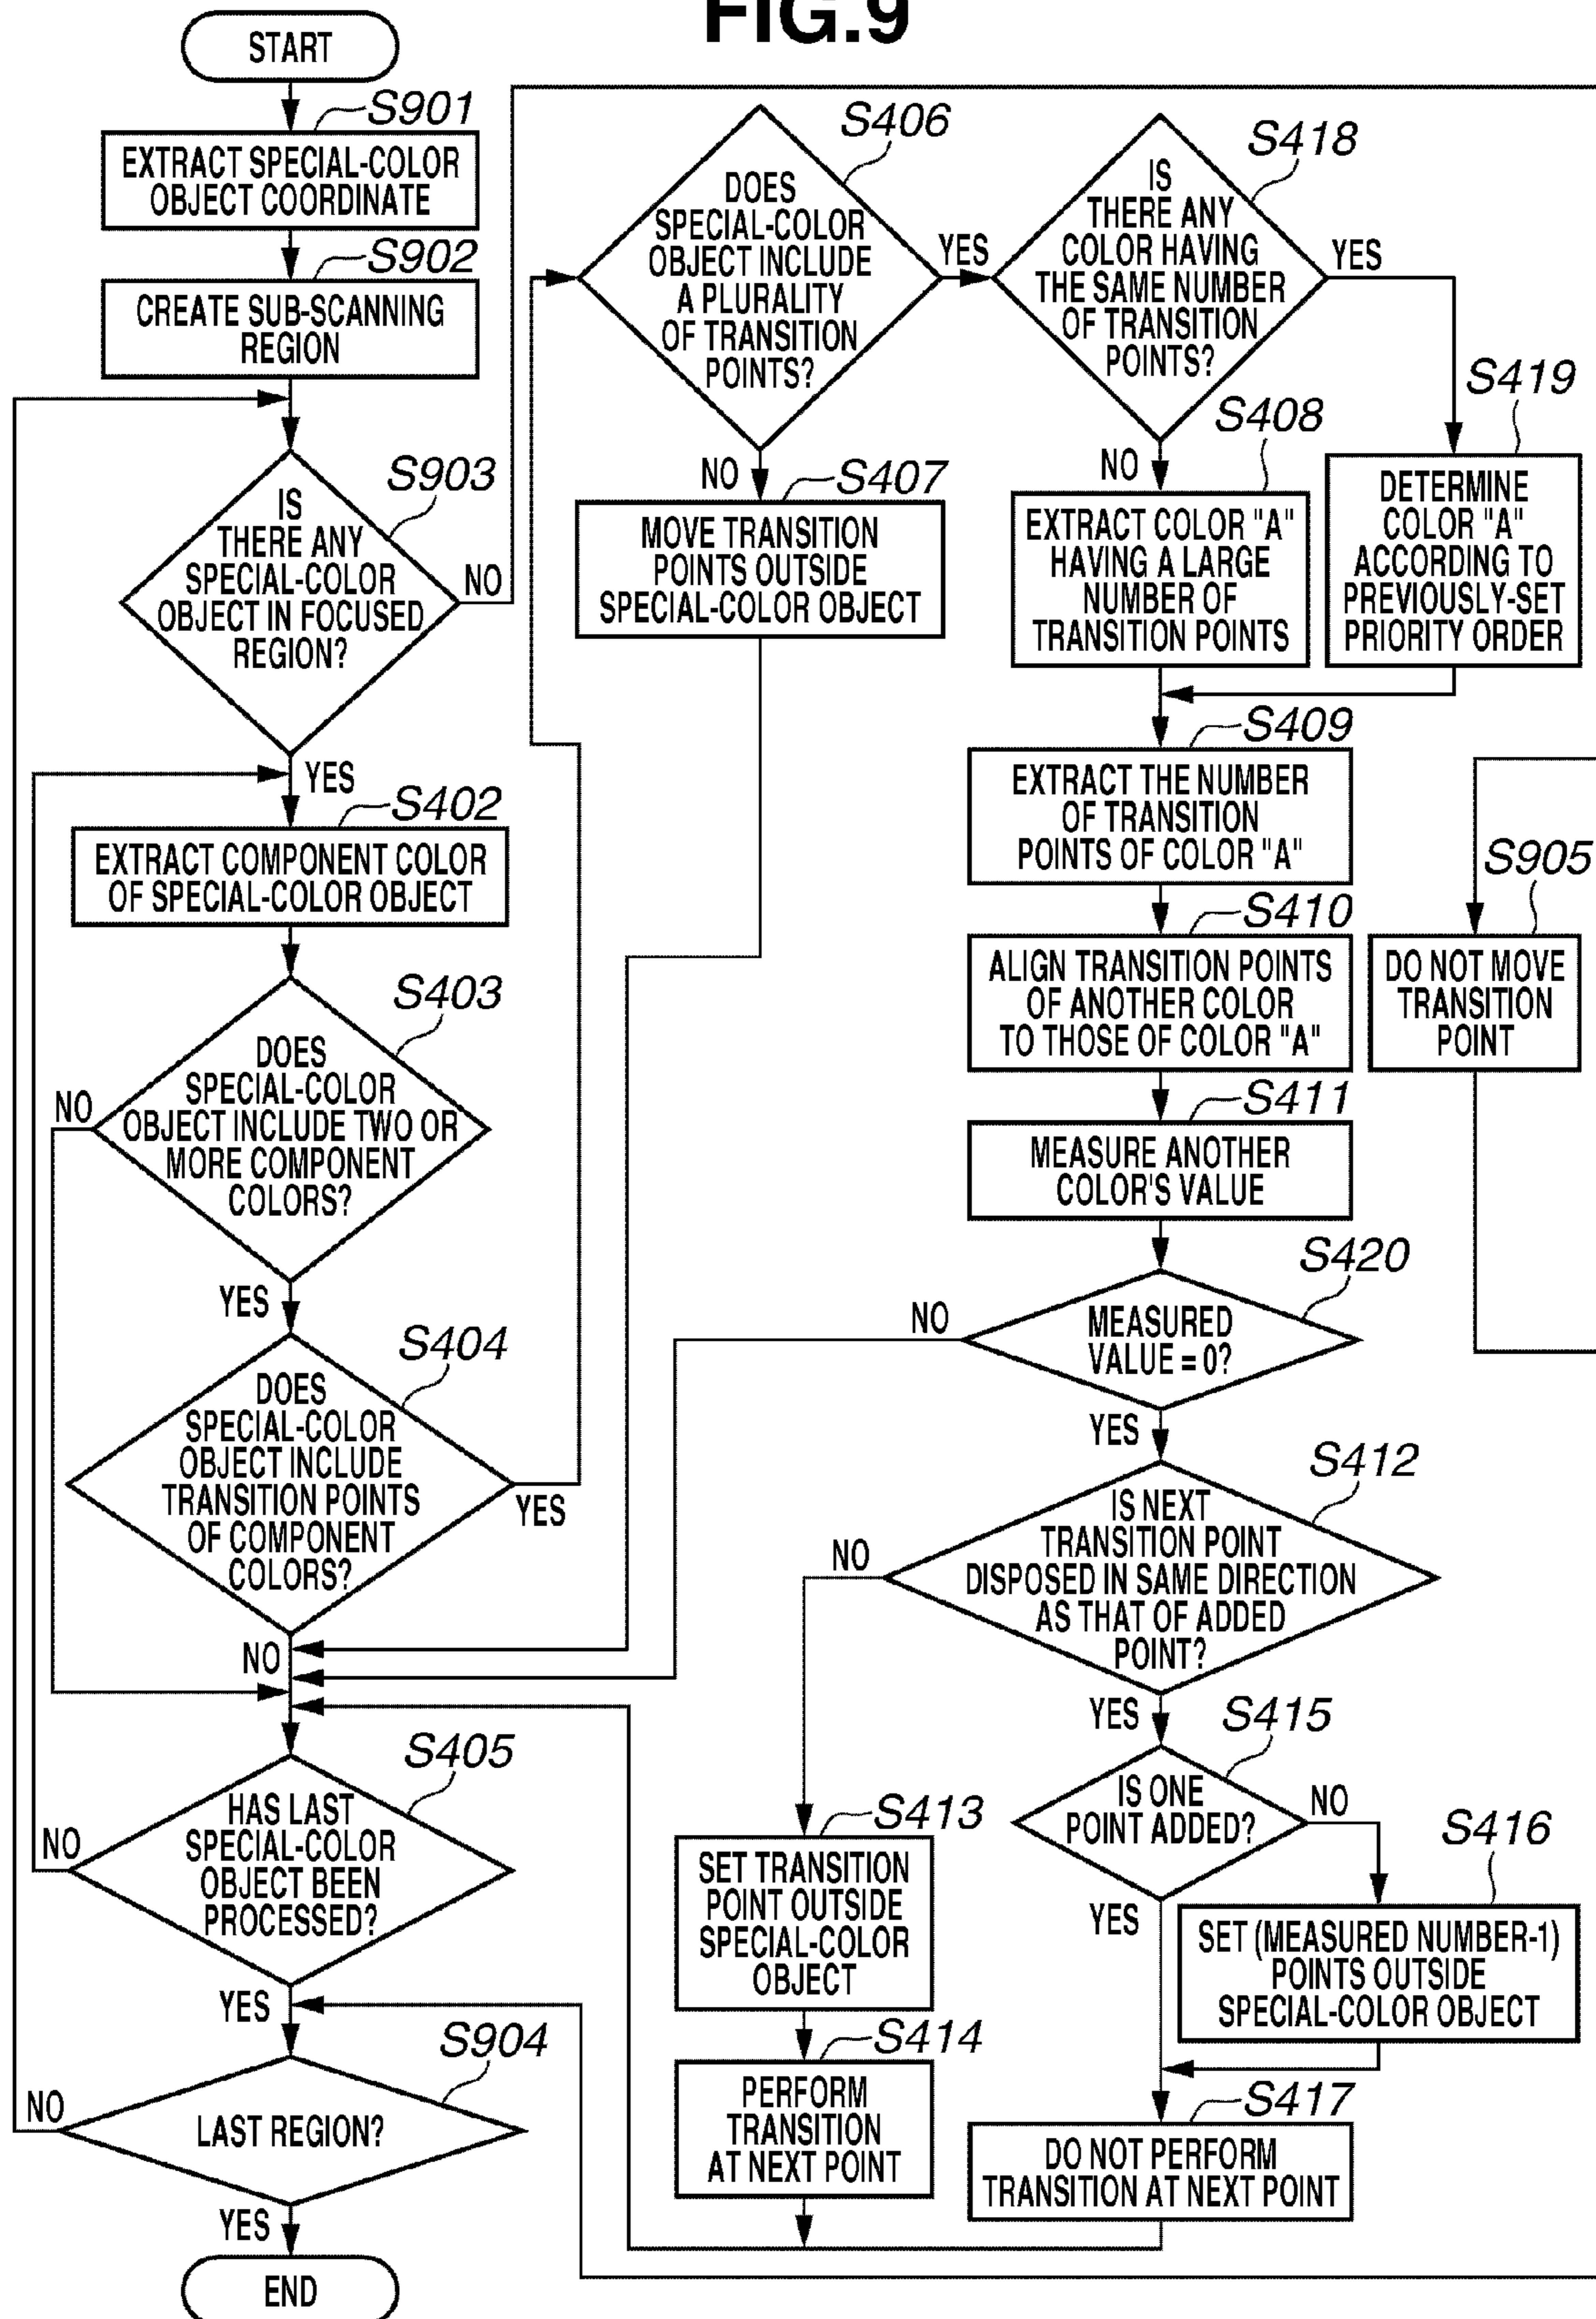 FIG.9
START
S901
EXTRACT SPECIAL-COLOR
OBJECT COORDINATE
S902
CREATE SUB-SCANNING
REGION
S903
IS
THERE ANY
SPECIAL-COLOR
OBJECT IN FOCUSED
REGION?
NO
YES
S402
EXTRACT COMPONENT COLOR
OF SPECIAL-COLOR OBJECT
S403
DOES
SPECIAL-COLOR
OBJECT INCLUDE TWO OR
MORE COMPONENT
COLORS?
NO
YES
S404
DOES
SPECIAL-COLOR
OBJECT INCLUDE
TRANSITION POINTS
OF COMPONENT
COLORS?
YES
NO
S405
HAS LAST
SPECIAL-COLOR
OBJECT BEEN
PROCESSED?
NO
YES
S904
LAST REGION?
NO
YES
END
S406
DOES
SPECIAL-COLOR
OBJECT INCLUDE
A PLURALITY
OF TRANSITION
POINTS?
YES
NO
S407
MOVE TRANSITION
POINTS OUTSIDE
SPECIAL-COLOR OBJECT
S418
IS
THERE ANY
COLOR HAVING
THE SAME NUMBER
OF TRANSITION
POINTS?
YES
NO
S408
EXTRACT COLOR "A"
HAVING A LARGE
NUMBER OF
TRANSITION POINTS
S419
DETERMINE
COLOR "A"
ACCORDING TO
PREVIOUSLY-SET
PRIORITY ORDER
S409
EXTRACT THE NUMBER
OF TRANSITION
POINTS OF COLOR "A"
S410
ALIGN TRANSITION POINTS
OF ANOTHER COLOR
TO THOSE OF COLOR "A"
S905
DO NOT MOVE
TRANSITION
POINT
S411
MEASURE ANOTHER
COLOR'S VALUE
S420
MEASURED
VALUE = 0?
NO
YES
S412
IS NEXT
TRANSITION POINT
DISPOSED IN SAME DIRECTION
AS THAT OF ADDED
POINT?
NO
YES
S413
SET TRANSITION
POINT OUTSIDE
SPECIAL-COLOR
OBJECT
S414
PERFORM
TRANSITION
AT NEXT POINT
S415
IS ONE
POINT ADDED?
NO
YES
S416
SET (MEASURED NUMBER-1)
POINTS OUTSIDE
SPECIAL-COLOR OBJECT
S417
DO NOT PERFORM
TRANSITION AT NEXT POINT